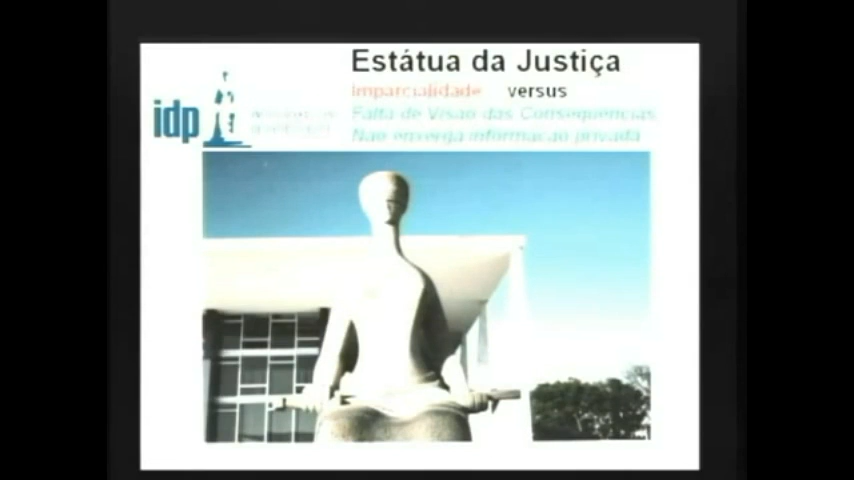 Estátua da Justiça
Imparcialidade versus
Falta de Visão das Consequências
Não enxerga informação privada
idp